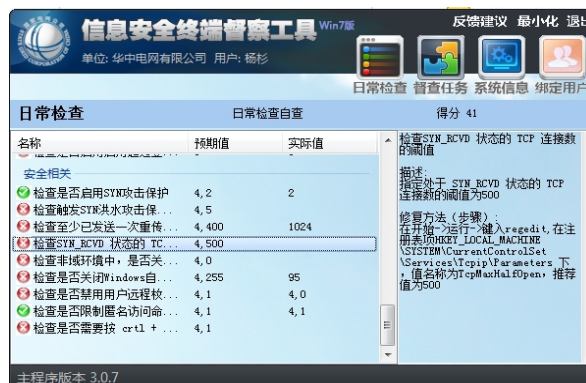 信息安全终端督察工具 Win7版
反馈建议 最小化 退出
单位: 华中电网有限公司 用户: 杨杉
日常检查 督查任务 系统信息 绑定用户
日常检查 日常检查自查 得分 41
名称 预期值 实际值
安全相关
检查是否启用SYN攻击保护 4,2 2
检查触发SYN洪水攻击保... 4,5
检查至少已发送一次重传... 4,400 1024
检查SYN_RCVD 状态的 TC... 4,500
检查非域环境中，是否关... 4,0
检查是否关闭Windows自... 4,255 95
检查是否禁用用户远程枚... 4,1 4,0
检查是否限制匿名访问命... 4,1 4,1
检查是否需要按 crtl + ... 4,1
检查SYN_RCVD 状态的 TCP 连接数
的阈值
描述:
指定处于 SYN_RCVD 状态的 TCP
连接数的阈值为500
修复方法（步骤）:
在开始->运行->键入regedit,在注
册表项HKEY_LOCAL_MACHINE
\SYSTEM\CurrentControlSet
\Services\Tcpip\Parameters 下
，值名称为TcpMaxHalfOpen，推荐
值为500
主程序版本 3.0.7